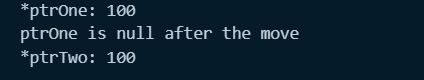 *ptrOne: 100
ptrOne is null after the move
*ptrTwo: 100